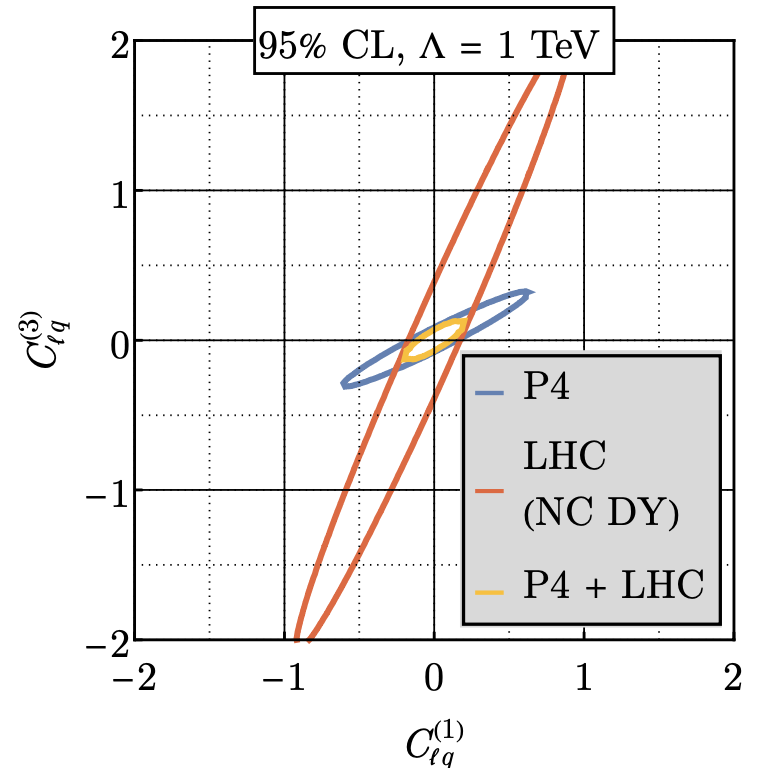 95% CL, Λ = 1 TeV
2
1
0
−1
−2
C_{ℓq}^{(3)}
P4
LHC
(NC DY)
P4 + LHC
−2 −1 0 1 2
C_{ℓq}^{(1)}